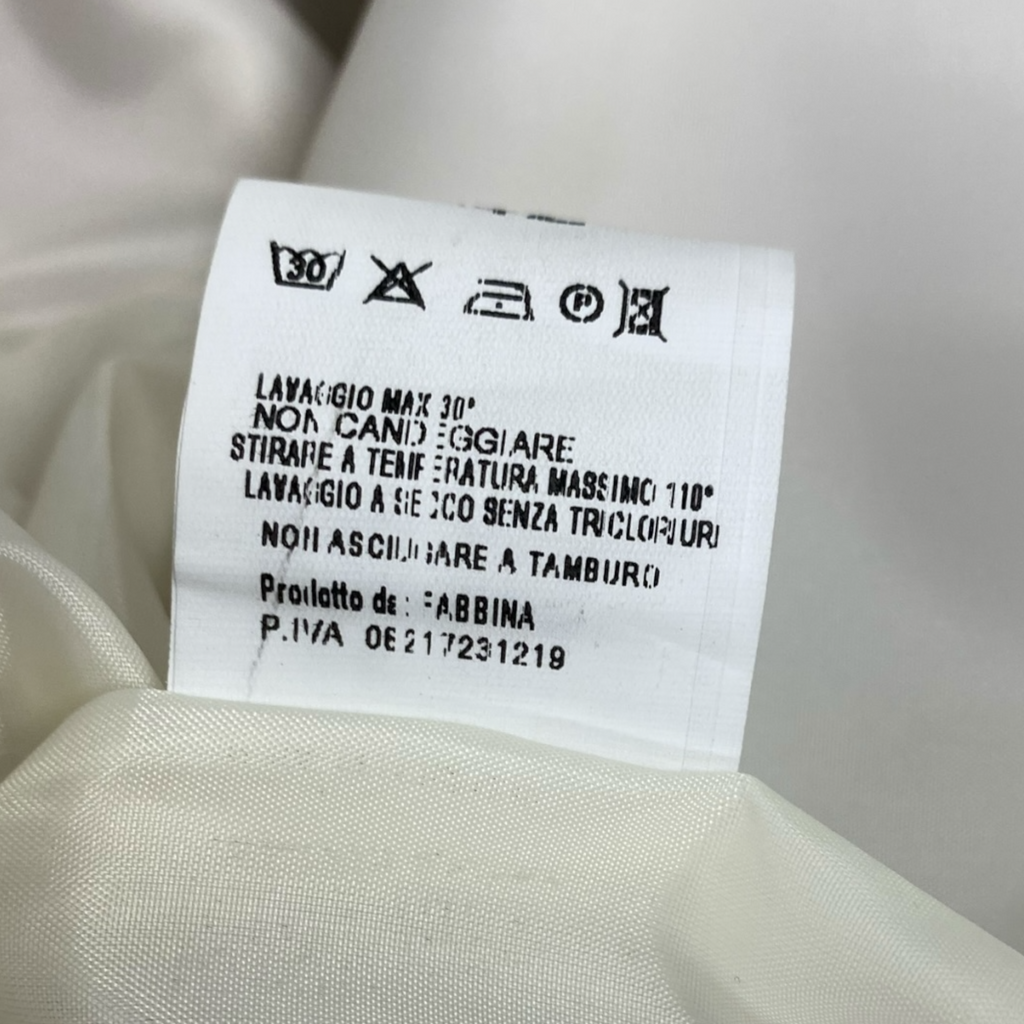 30
P
LAVAGGIO MAX 30°
NON CANDEGGIARE
STIRARE A TEMPERATURA MASSIMO 110°
LAVAGGIO A SECCO SENZA TRICLORIURI
NON ASCIUGARE A TAMBURO
Prodotto da: FABBINA
P.IVA 06217231219